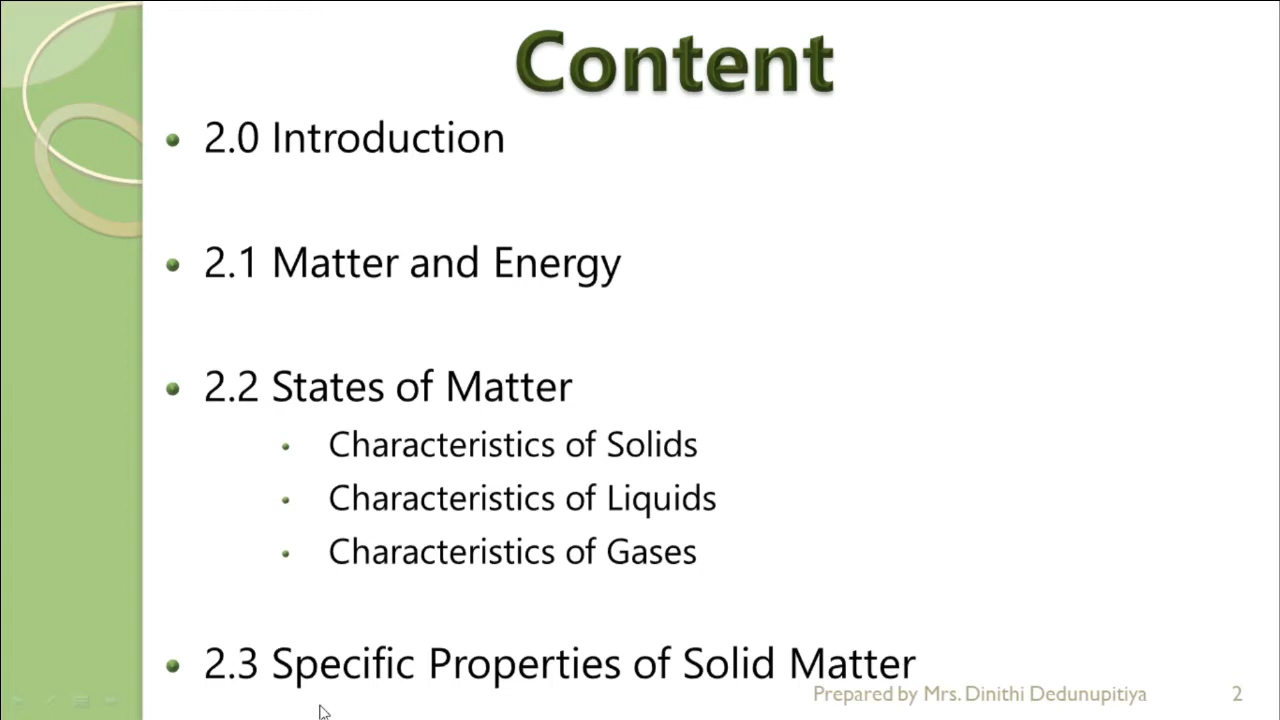 Content
• 2.0 Introduction
• 2.1 Matter and Energy
• 2.2 States of Matter
• Characteristics of Solids
• Characteristics of Liquids
• Characteristics of Gases
• 2.3 Specific Properties of Solid Matter
Prepared by Mrs. Dinithi Dedunupitiya 2